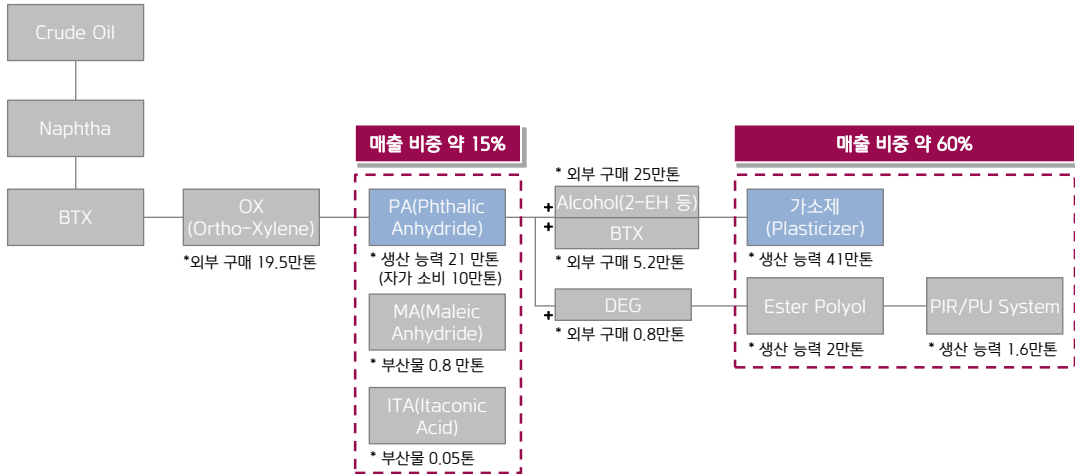 Crude Oil
Naphtha
BTX
OX
(Ortho-Xylene)
*외부 구매 19.5만톤
매출 비중 약 15%
PA(Phthalic
Anhydride)
* 생산 능력 21 만톤
(자가 소비 10만톤)
MA(Maleic
Anhydride)
* 부산물 0.8 만톤
ITA(Itaconic
Acid)
* 부산물 0.05톤
* 외부 구매 25만톤
+
Alcohol(2-EH 등)
+
BTX
* 외부 구매 5.2만톤
DEG
+
* 외부 구매 0.8만톤
매출 비중 약 60%
가소제
(Plasticizer)
* 생산 능력 41만톤
Ester Polyol
* 생산 능력 2만톤
PIR/PU System
* 생산 능력 1.6만톤